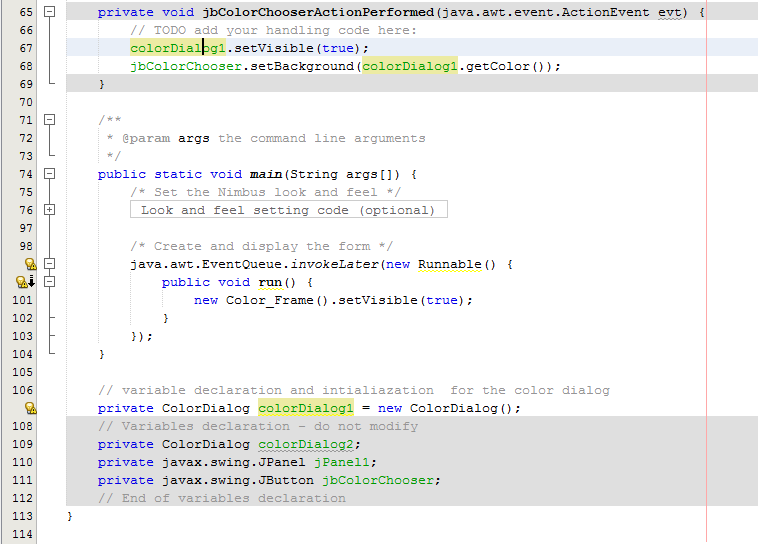 65 private void jbColorChooserActionPerformed(java.awt.event.ActionEvent evt) {
66 // TODO add your handling code here:
67 colorDialog1.setVisible(true);
68 jbColorChooser.setBackground(colorDialog1.getColor());
69 }
70
71 /**
72 * @param args the command line arguments
73 */
74 public static void main(String args[]) {
75 /* Set the Nimbus look and feel */
76 Look and feel setting code (optional)
97
98 /* Create and display the form */
java.awt.EventQueue.invokeLater(new Runnable() {
public void run() {
101 new Color_Frame().setVisible(true);
102 }
103 });
104 }
105
106 // variable declaration and intialiazation  for the color dialog
private ColorDialog colorDialog1 = new ColorDialog();
108 // Variables declaration - do not modify
109 private ColorDialog colorDialog2;
110 private javax.swing.JPanel jPanel1;
111 private javax.swing.JButton jbColorChooser;
112 // End of variables declaration
113 }
114